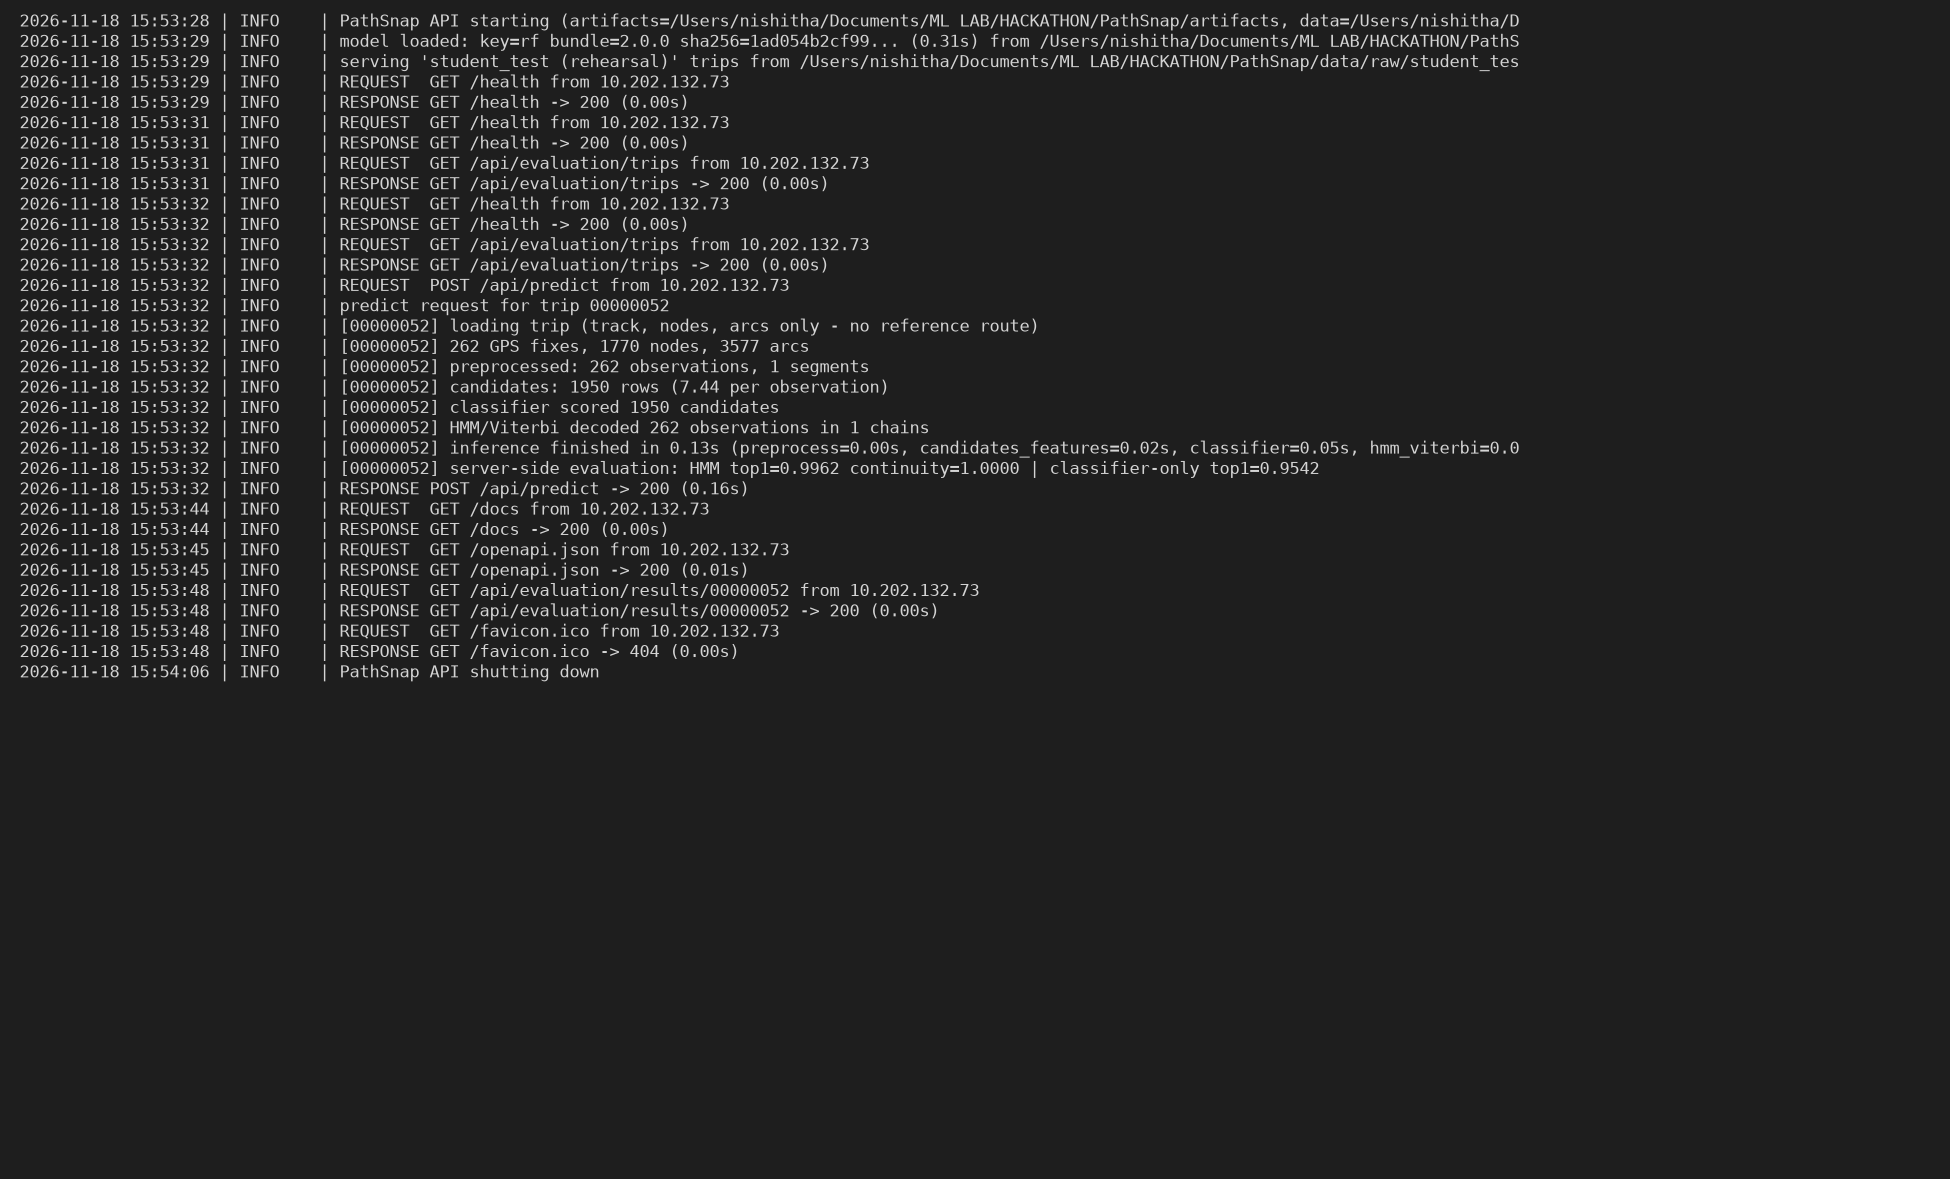 2026-11-18 15:53:28 | INFO    | PathSnap API starting (artifacts=/Users/nishitha/Documents/ML LAB/HACKATHON/PathSnap/artifacts, data=/Users/nishitha/D
2026-11-18 15:53:29 | INFO    | model loaded: key=rf bundle=2.0.0 sha256=1ad054b2cf99... (0.31s) from /Users/nishitha/Documents/ML LAB/HACKATHON/PathS
2026-11-18 15:53:29 | INFO    | serving 'student_test (rehearsal)' trips from /Users/nishitha/Documents/ML LAB/HACKATHON/PathSnap/data/raw/student_tes
2026-11-18 15:53:29 | INFO    | REQUEST  GET /health from 10.202.132.73
2026-11-18 15:53:29 | INFO    | RESPONSE GET /health -> 200 (0.00s)
2026-11-18 15:53:31 | INFO    | REQUEST  GET /health from 10.202.132.73
2026-11-18 15:53:31 | INFO    | RESPONSE GET /health -> 200 (0.00s)
2026-11-18 15:53:31 | INFO    | REQUEST  GET /api/evaluation/trips from 10.202.132.73
2026-11-18 15:53:31 | INFO    | RESPONSE GET /api/evaluation/trips -> 200 (0.00s)
2026-11-18 15:53:32 | INFO    | REQUEST  GET /health from 10.202.132.73
2026-11-18 15:53:32 | INFO    | RESPONSE GET /health -> 200 (0.00s)
2026-11-18 15:53:32 | INFO    | REQUEST  GET /api/evaluation/trips from 10.202.132.73
2026-11-18 15:53:32 | INFO    | RESPONSE GET /api/evaluation/trips -> 200 (0.00s)
2026-11-18 15:53:32 | INFO    | REQUEST  POST /api/predict from 10.202.132.73
2026-11-18 15:53:32 | INFO    | predict request for trip 00000052
2026-11-18 15:53:32 | INFO    | [00000052] loading trip (track, nodes, arcs only - no reference route)
2026-11-18 15:53:32 | INFO    | [00000052] 262 GPS fixes, 1770 nodes, 3577 arcs
2026-11-18 15:53:32 | INFO    | [00000052] preprocessed: 262 observations, 1 segments
2026-11-18 15:53:32 | INFO    | [00000052] candidates: 1950 rows (7.44 per observation)
2026-11-18 15:53:32 | INFO    | [00000052] classifier scored 1950 candidates
2026-11-18 15:53:32 | INFO    | [00000052] HMM/Viterbi decoded 262 observations in 1 chains
2026-11-18 15:53:32 | INFO    | [00000052] inference finished in 0.13s (preprocess=0.00s, candidates_features=0.02s, classifier=0.05s, hmm_viterbi=0.0
2026-11-18 15:53:32 | INFO    | [00000052] server-side evaluation: HMM top1=0.9962 continuity=1.0000 | classifier-only top1=0.9542
2026-11-18 15:53:32 | INFO    | RESPONSE POST /api/predict -> 200 (0.16s)
2026-11-18 15:53:44 | INFO    | REQUEST  GET /docs from 10.202.132.73
2026-11-18 15:53:44 | INFO    | RESPONSE GET /docs -> 200 (0.00s)
2026-11-18 15:53:45 | INFO    | REQUEST  GET /openapi.json from 10.202.132.73
2026-11-18 15:53:45 | INFO    | RESPONSE GET /openapi.json -> 200 (0.01s)
2026-11-18 15:53:48 | INFO    | REQUEST  GET /api/evaluation/results/00000052 from 10.202.132.73
2026-11-18 15:53:48 | INFO    | RESPONSE GET /api/evaluation/results/00000052 -> 200 (0.00s)
2026-11-18 15:53:48 | INFO    | REQUEST  GET /favicon.ico from 10.202.132.73
2026-11-18 15:53:48 | INFO    | RESPONSE GET /favicon.ico -> 404 (0.00s)
2026-11-18 15:54:06 | INFO    | PathSnap API shutting down